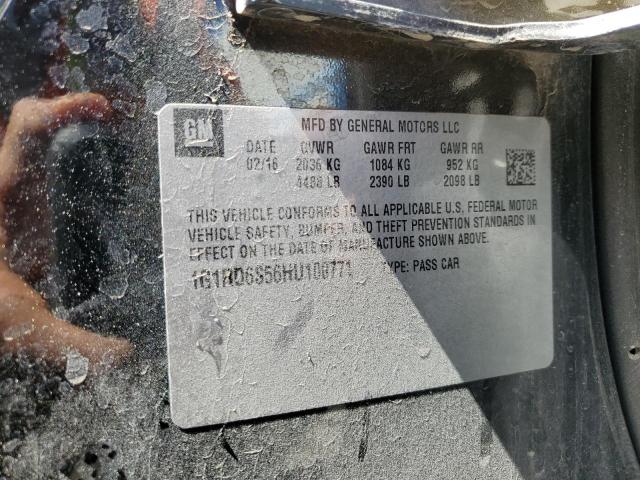 GM
MFD BY GENERAL MOTORS LLC
DATE GVWR GAWR FRT GAWR RR
02/16 2036 KG 1084 KG 952 KG
4488 LB 2390 LB 2098 LB
THIS VEHICLE CONFORMS TO ALL APPLICABLE U.S. FEDERAL MOTOR
VEHICLE SAFETY, BUMPER, AND THEFT PREVENTION STANDARDS IN
EFFECT ON THE DATE OF MANUFACTURE SHOWN ABOVE.
1G1RD6S56HU100771 TYPE: PASS CAR